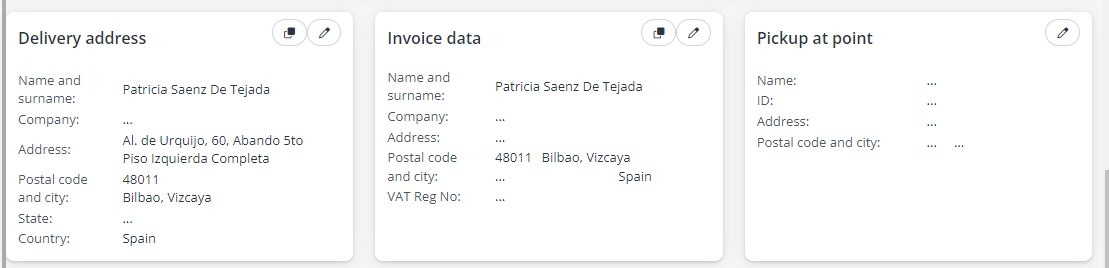 Delivery address
Name and
surname:
Patricia Saenz De Tejada
Company:
...
Address:
Al. de Urquijo, 60, Abando 5to
Piso Izquierda Completa
Postal code
and city:
48011
Bilbao, Vizcaya
State:
...
Country:
Spain
Invoice data
Name and
surname:
Patricia Saenz De Tejada
Company:
...
Address:
...
Postal code
and city:
48011 Bilbao, Vizcaya
... Spain
VAT Reg No:
...
Pickup at point
Name:
...
ID:
...
Address:
...
Postal code and city:
... ...